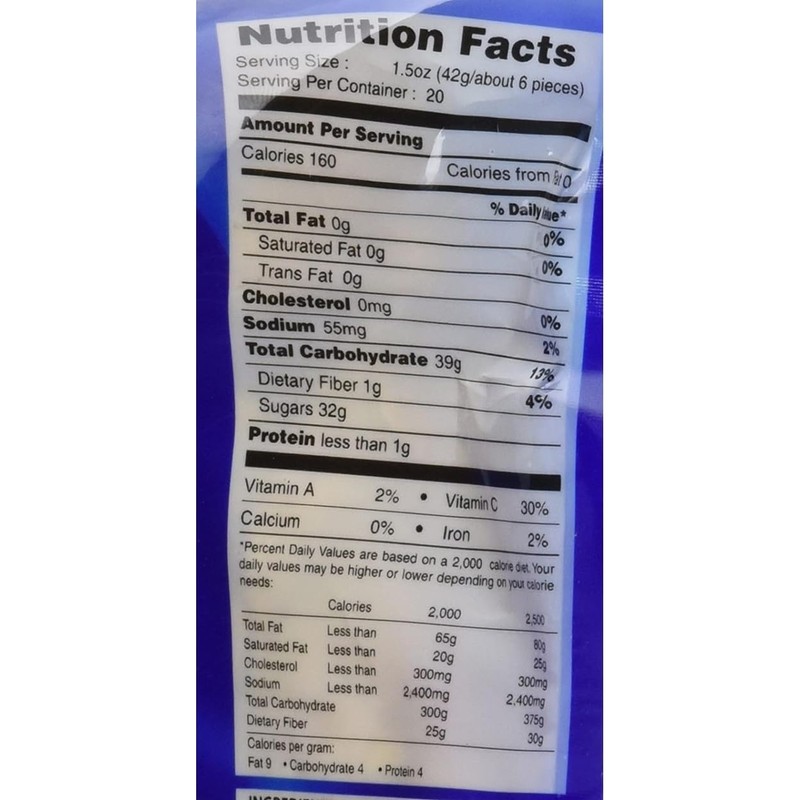 Nutrition Facts
Serving Size : 1.5oz (42g/about 6 pieces)
Serving Per Container : 20
Amount Per Serving
Calories 160 Calories from Fat 0
% Daily Value*
Total Fat 0g 0%
Saturated Fat 0g 0%
Trans Fat 0g
Cholesterol 0mg 0%
Sodium 55mg 2%
Total Carbohydrate 39g 13%
Dietary Fiber 1g 4%
Sugars 32g
Protein less than 1g
Vitamin A 2% • Vitamin C 30%
Calcium 0% • Iron 2%
*Percent Daily Values are based on a 2,000 calorie diet. Your
daily values may be higher or lower depending on your calorie
needs:
Calories 2,000 2,500
Total Fat Less than 65g 80g
Saturated Fat Less than 20g 25g
Cholesterol Less than 300mg 300mg
Sodium Less than 2,400mg 2,400mg
Total Carbohydrate 300g 375g
Dietary Fiber 25g 30g
Calories per gram:
Fat 9 • Carbohydrate 4 • Protein 4